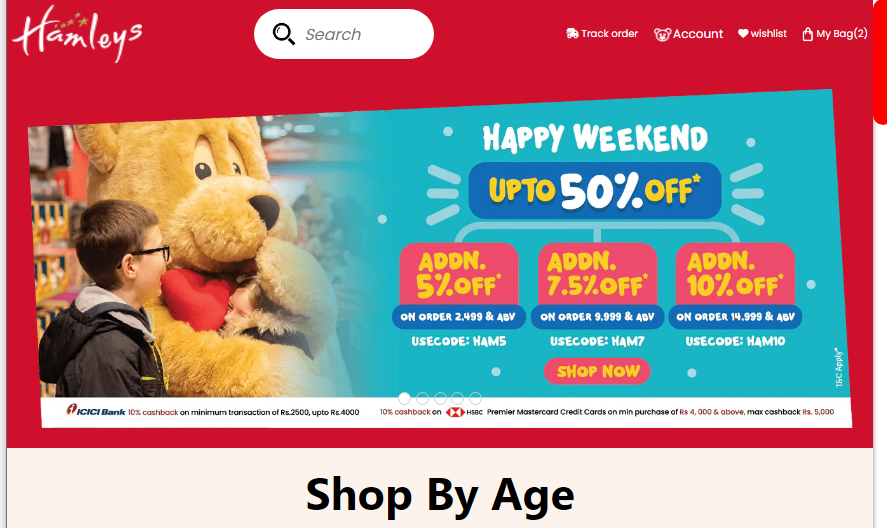 Hamleys
Search
Track order
Account
wishlist
My Bag(2)
HAPPY WEEKEND
UPTO 50% OFF*
ADDN.
5% OFF*
ON ORDER 2,499 & ABV
USECODE: HAM5
ADDN.
7.5% OFF*
ON ORDER 9,999 & ABV
USECODE: HAM7
ADDN.
10% OFF*
ON ORDER 14,999 & ABV
USECODE: HAM10
SHOP NOW
T&C Apply*
ICICI Bank 10% cashback on minimum transaction of Rs.2500, upto Rs.4000
10% cashback on HSBC Premier Mastercard Credit Cards on min purchase of Rs 4, 000 & above, max cashback Rs. 5,000
Shop By Age